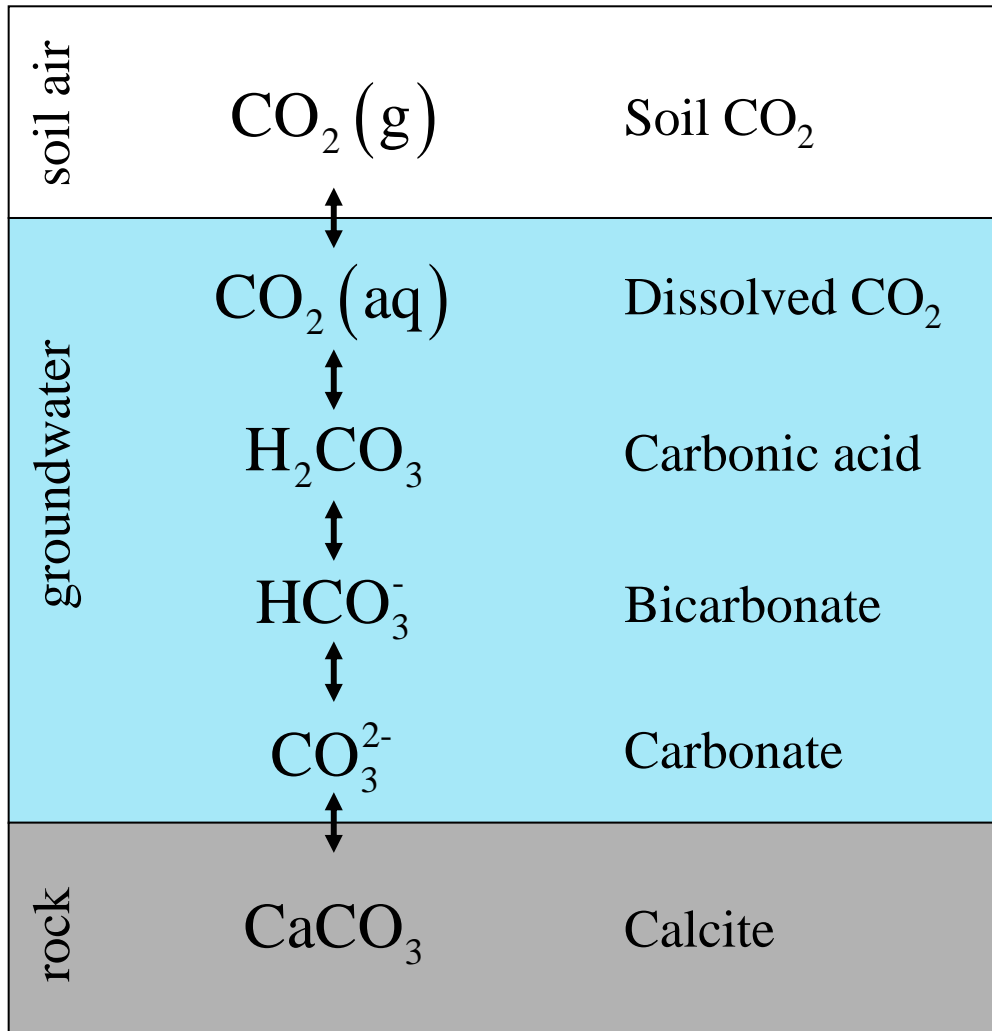 soil air
CO₂ (g)
Soil CO₂
groundwater
CO₂ (aq)
Dissolved CO₂
H₂CO₃
Carbonic acid
HCO₃⁻
Bicarbonate
CO₃²⁻
Carbonate
rock
CaCO₃
Calcite